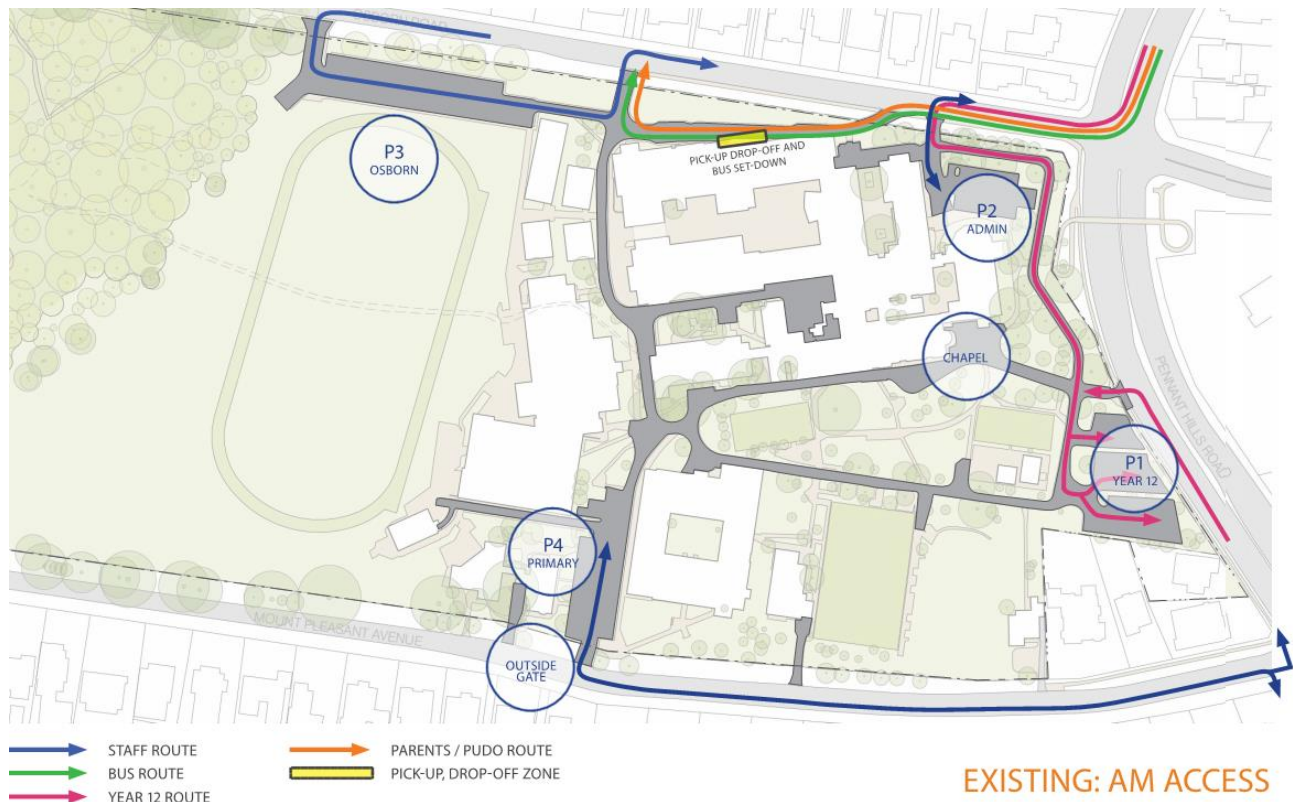 P3
OSBORN
PICK-UP DROP-OFF AND
BUS SET-DOWN
P2
ADMIN
CHAPEL
PENNANT HILLS ROAD
P1
YEAR 12
P4
PRIMARY
MOUNT PLEASANT AVENUE
OUTSIDE
GATE
STAFF ROUTE
BUS ROUTE
YEAR 12 ROUTE
PARENTS / PUDO ROUTE
PICK-UP, DROP-OFF ZONE
EXISTING: AM ACCESS